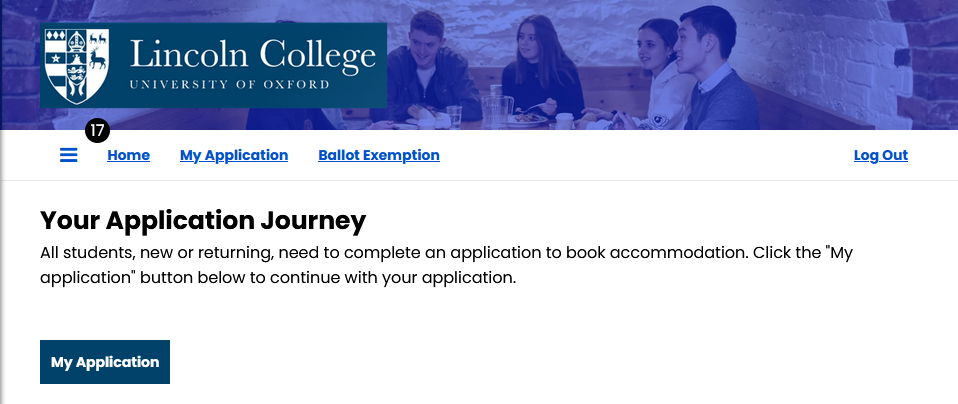 Lincoln College
UNIVERSITY OF OXFORD
17
Home My Application Ballot Exemption Log Out
Your Application Journey
All students, new or returning, need to complete an application to book accommodation. Click the "My
application" button below to continue with your application.
My Application